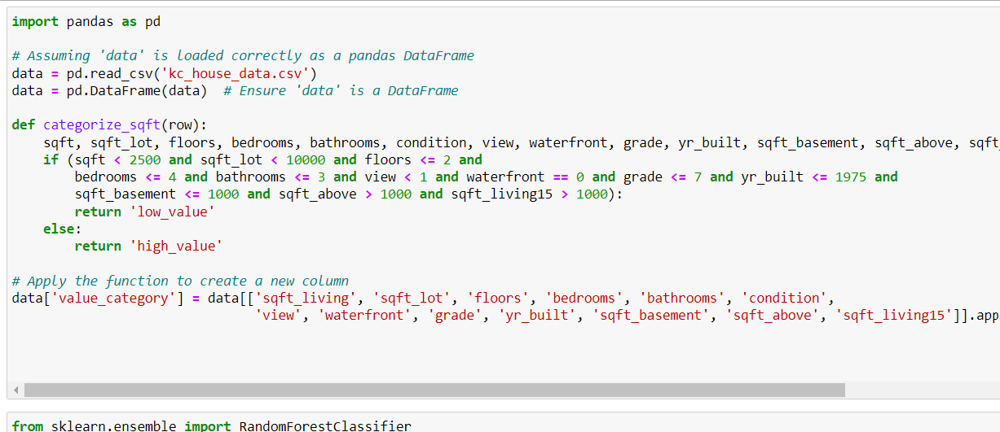 import pandas as pd
# Assuming 'data' is loaded correctly as a pandas DataFrame
data = pd.read_csv('kc_house_data.csv')
data = pd.DataFrame(data)  # Ensure 'data' is a DataFrame
def categorize_sqft(row):
    sqft, sqft_lot, floors, bedrooms, bathrooms, condition, view, waterfront, grade, yr_built, sqft_basement, sqft_above, sqft_
    if (sqft < 2500 and sqft_lot < 10000 and floors <= 2 and
        bedrooms <= 4 and bathrooms <= 3 and view < 1 and waterfront == 0 and grade <= 7 and yr_built <= 1975 and
        sqft_basement <= 1000 and sqft_above > 1000 and sqft_living15 > 1000):
        return 'low_value'
    else:
        return 'high_value'
# Apply the function to create a new column
data['value_category'] = data[['sqft_living', 'sqft_lot', 'floors', 'bedrooms', 'bathrooms', 'condition',
                               'view', 'waterfront', 'grade', 'yr_built', 'sqft_basement', 'sqft_above', 'sqft_living15']].app
from sklearn.ensemble import RandomForestClassifier